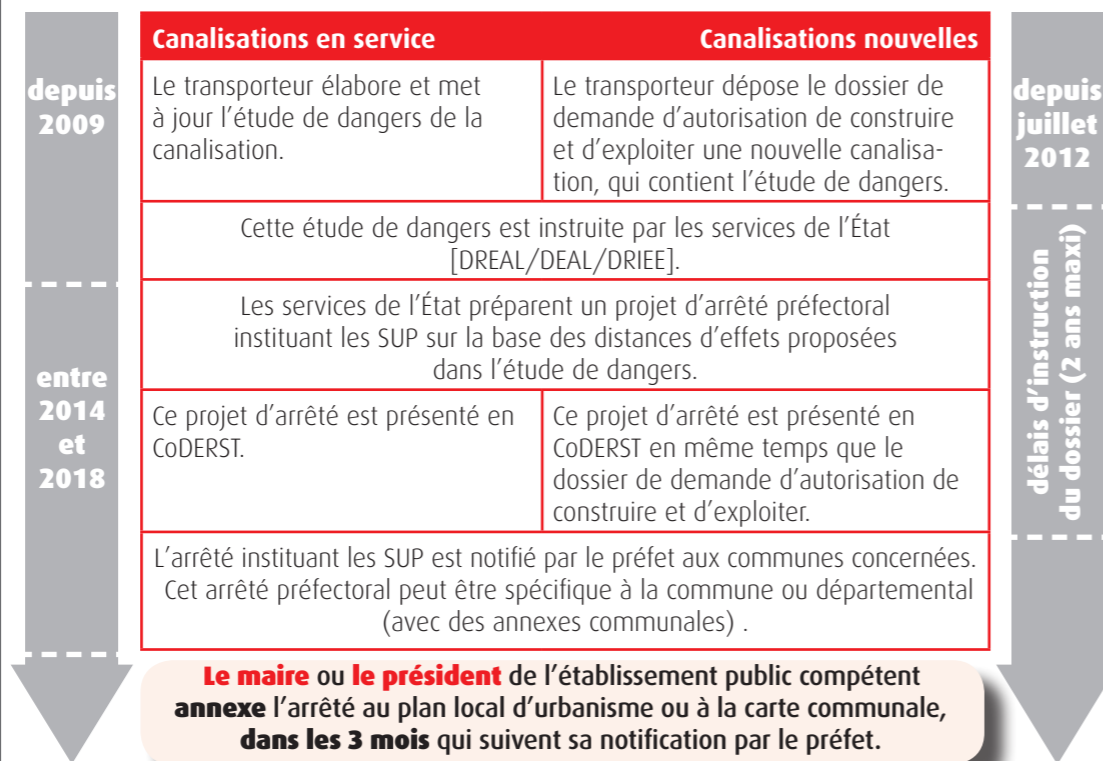 Canalisations en service
Canalisations nouvelles
depuis
2009
Le transporteur élabore et met
à jour l'étude de dangers de la
canalisation.
Le transporteur dépose le dossier de
demande d'autorisation de construire
et d'exploiter une nouvelle canalisa-
tion, qui contient l'étude de dangers.
depuis
juillet
2012
Cette étude de dangers est instruite par les services de l'État
[DREAL/DEAL/DRIEE].
Les services de l'État préparent un projet d'arrêté préfectoral
instituant les SUP sur la base des distances d'effets proposées
dans l'étude de dangers.
entre
2014
et
2018
Ce projet d'arrêté est présenté en
CoDERST.
Ce projet d'arrêté est présenté en
CoDERST en même temps que le
dossier de demande d'autorisation de
construire et d'exploiter.
délais d'instruction
du dossier (2 ans maxi)
L'arrêté instituant les SUP est notifié par le préfet aux communes concernées.
Cet arrêté préfectoral peut être spécifique à la commune ou départemental
(avec des annexes communales) .
Le maire ou le président de l'établissement public compétent
annexe l'arrêté au plan local d'urbanisme ou à la carte communale,
dans les 3 mois qui suivent sa notification par le préfet.